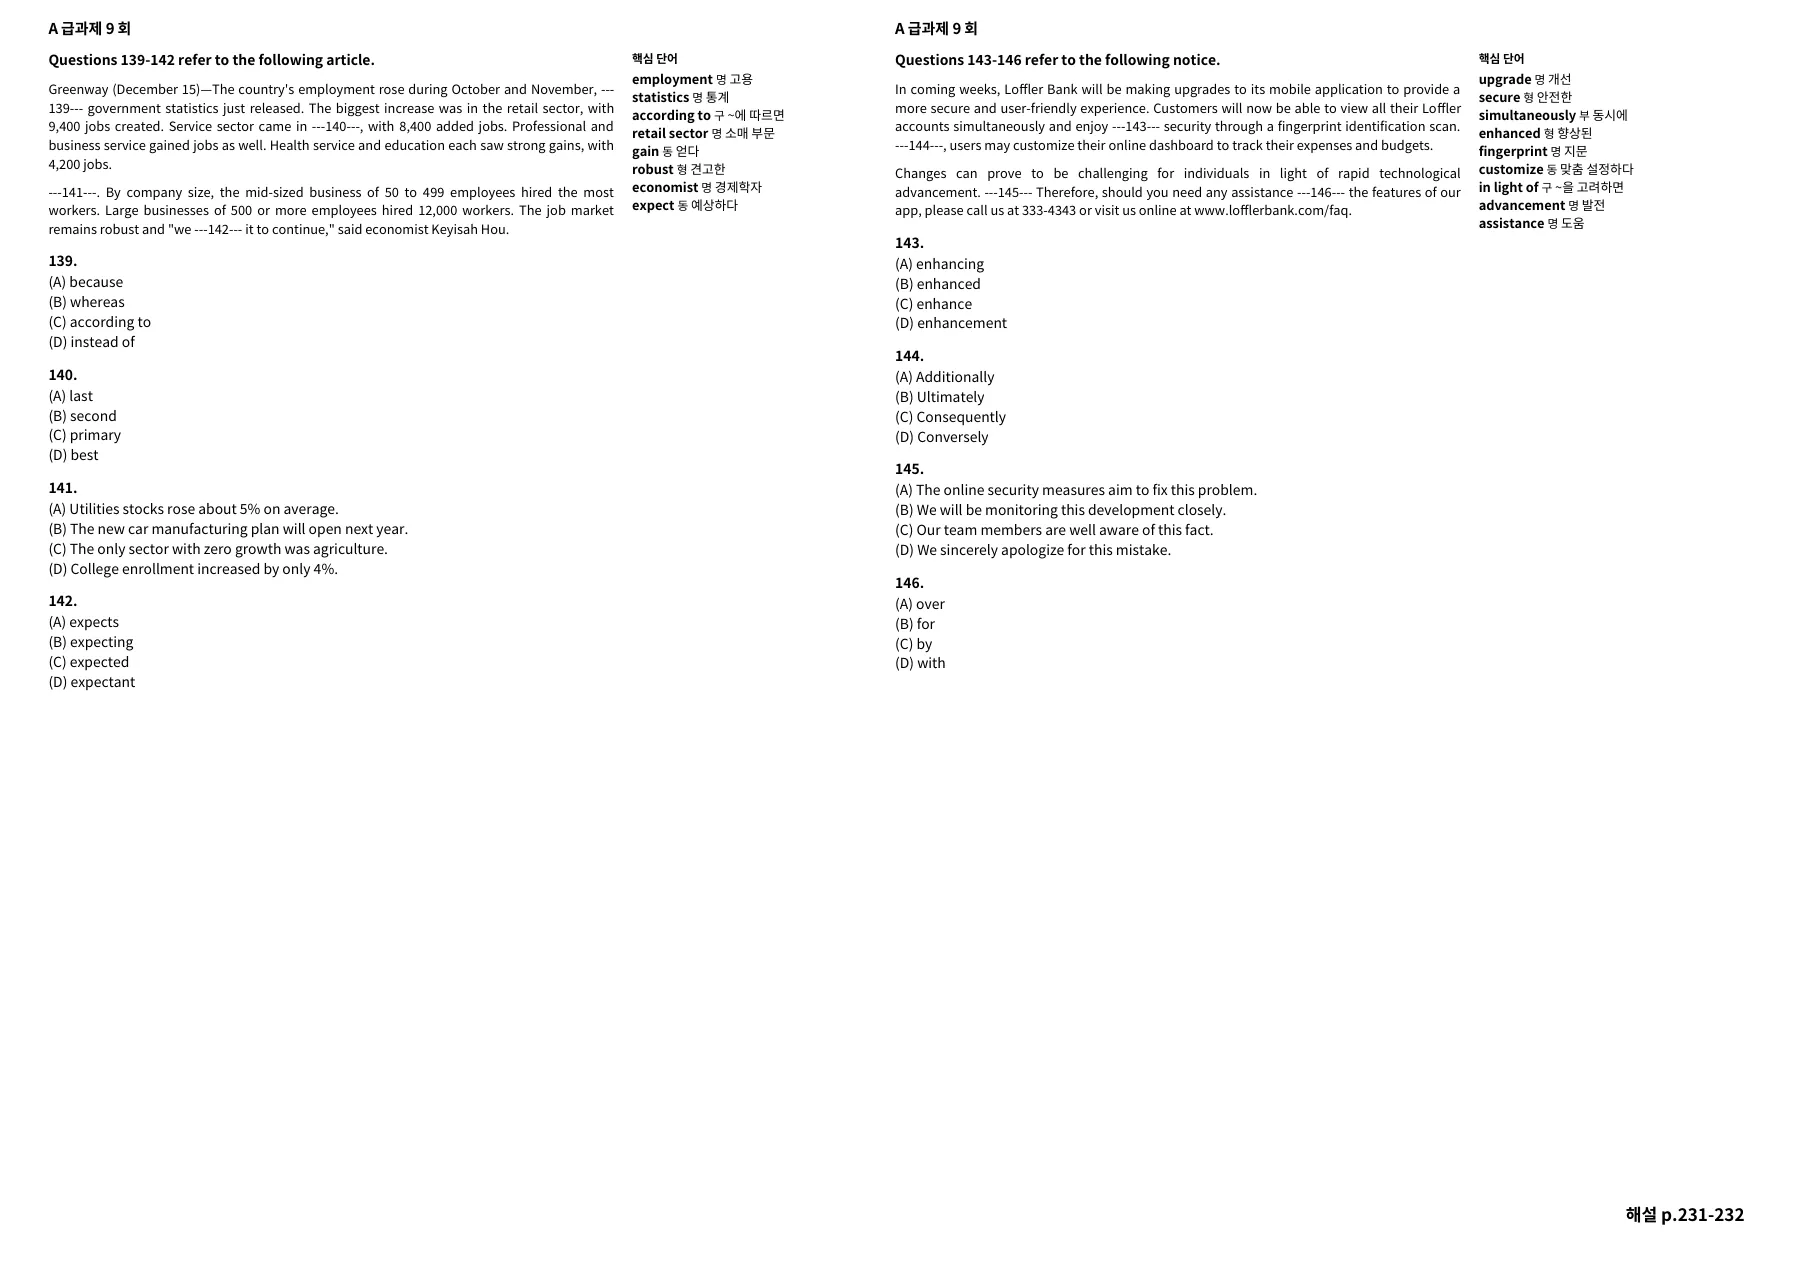 A 급과제 9 회
Questions 139-142 refer to the following article.
Greenway (December 15)—The country's employment rose during October and November, ---
139--- government statistics just released. The biggest increase was in the retail sector, with
9,400 jobs created. Service sector came in ---140---, with 8,400 added jobs. Professional and
business service gained jobs as well. Health service and education each saw strong gains, with
4,200 jobs.
---141---. By company size, the mid-sized business of 50 to 499 employees hired the most
workers. Large businesses of 500 or more employees hired 12,000 workers. The job market
remains robust and "we ---142--- it to continue," said economist Keyisah Hou.
핵심 단어
employment 명 고용
statistics 명 통계
according to 구 ~에 따르면
retail sector 명 소매 부문
gain 동 얻다
robust 형 견고한
economist 명 경제학자
expect 동 예상하다
139.
(A) because
(B) whereas
(C) according to
(D) instead of
140.
(A) last
(B) second
(C) primary
(D) best
141.
(A) Utilities stocks rose about 5% on average.
(B) The new car manufacturing plan will open next year.
(C) The only sector with zero growth was agriculture.
(D) College enrollment increased by only 4%.
142.
(A) expects
(B) expecting
(C) expected
(D) expectant
A 급과제 9 회
Questions 143-146 refer to the following notice.
In coming weeks, Loffler Bank will be making upgrades to its mobile application to provide a
more secure and user-friendly experience. Customers will now be able to view all their Loffler
accounts simultaneously and enjoy ---143--- security through a fingerprint identification scan.
---144---, users may customize their online dashboard to track their expenses and budgets.
Changes can prove to be challenging for individuals in light of rapid technological
advancement. ---145--- Therefore, should you need any assistance ---146--- the features of our
app, please call us at 333-4343 or visit us online at www.lofflerbank.com/faq.
핵심 단어
upgrade 명 개선
secure 형 안전한
simultaneously 부 동시에
enhanced 형 향상된
fingerprint 명 지문
customize 동 맞춤 설정하다
in light of 구 ~을 고려하면
advancement 명 발전
assistance 명 도움
143.
(A) enhancing
(B) enhanced
(C) enhance
(D) enhancement
144.
(A) Additionally
(B) Ultimately
(C) Consequently
(D) Conversely
145.
(A) The online security measures aim to fix this problem.
(B) We will be monitoring this development closely.
(C) Our team members are well aware of this fact.
(D) We sincerely apologize for this mistake.
146.
(A) over
(B) for
(C) by
(D) with
해설 p.231-232